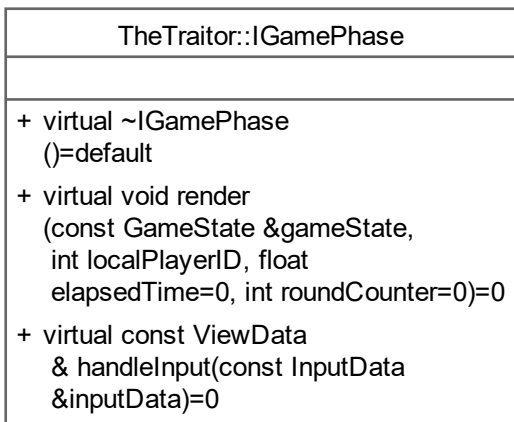 TheTraitor::IGamePhase
+ virtual ~IGamePhase
()=default
+ virtual void render
(const GameState &gameState,
int localPlayerID, float
elapsedTime=0, int roundCounter=0)=0
+ virtual const ViewData
& handleInput(const InputData
&inputData)=0